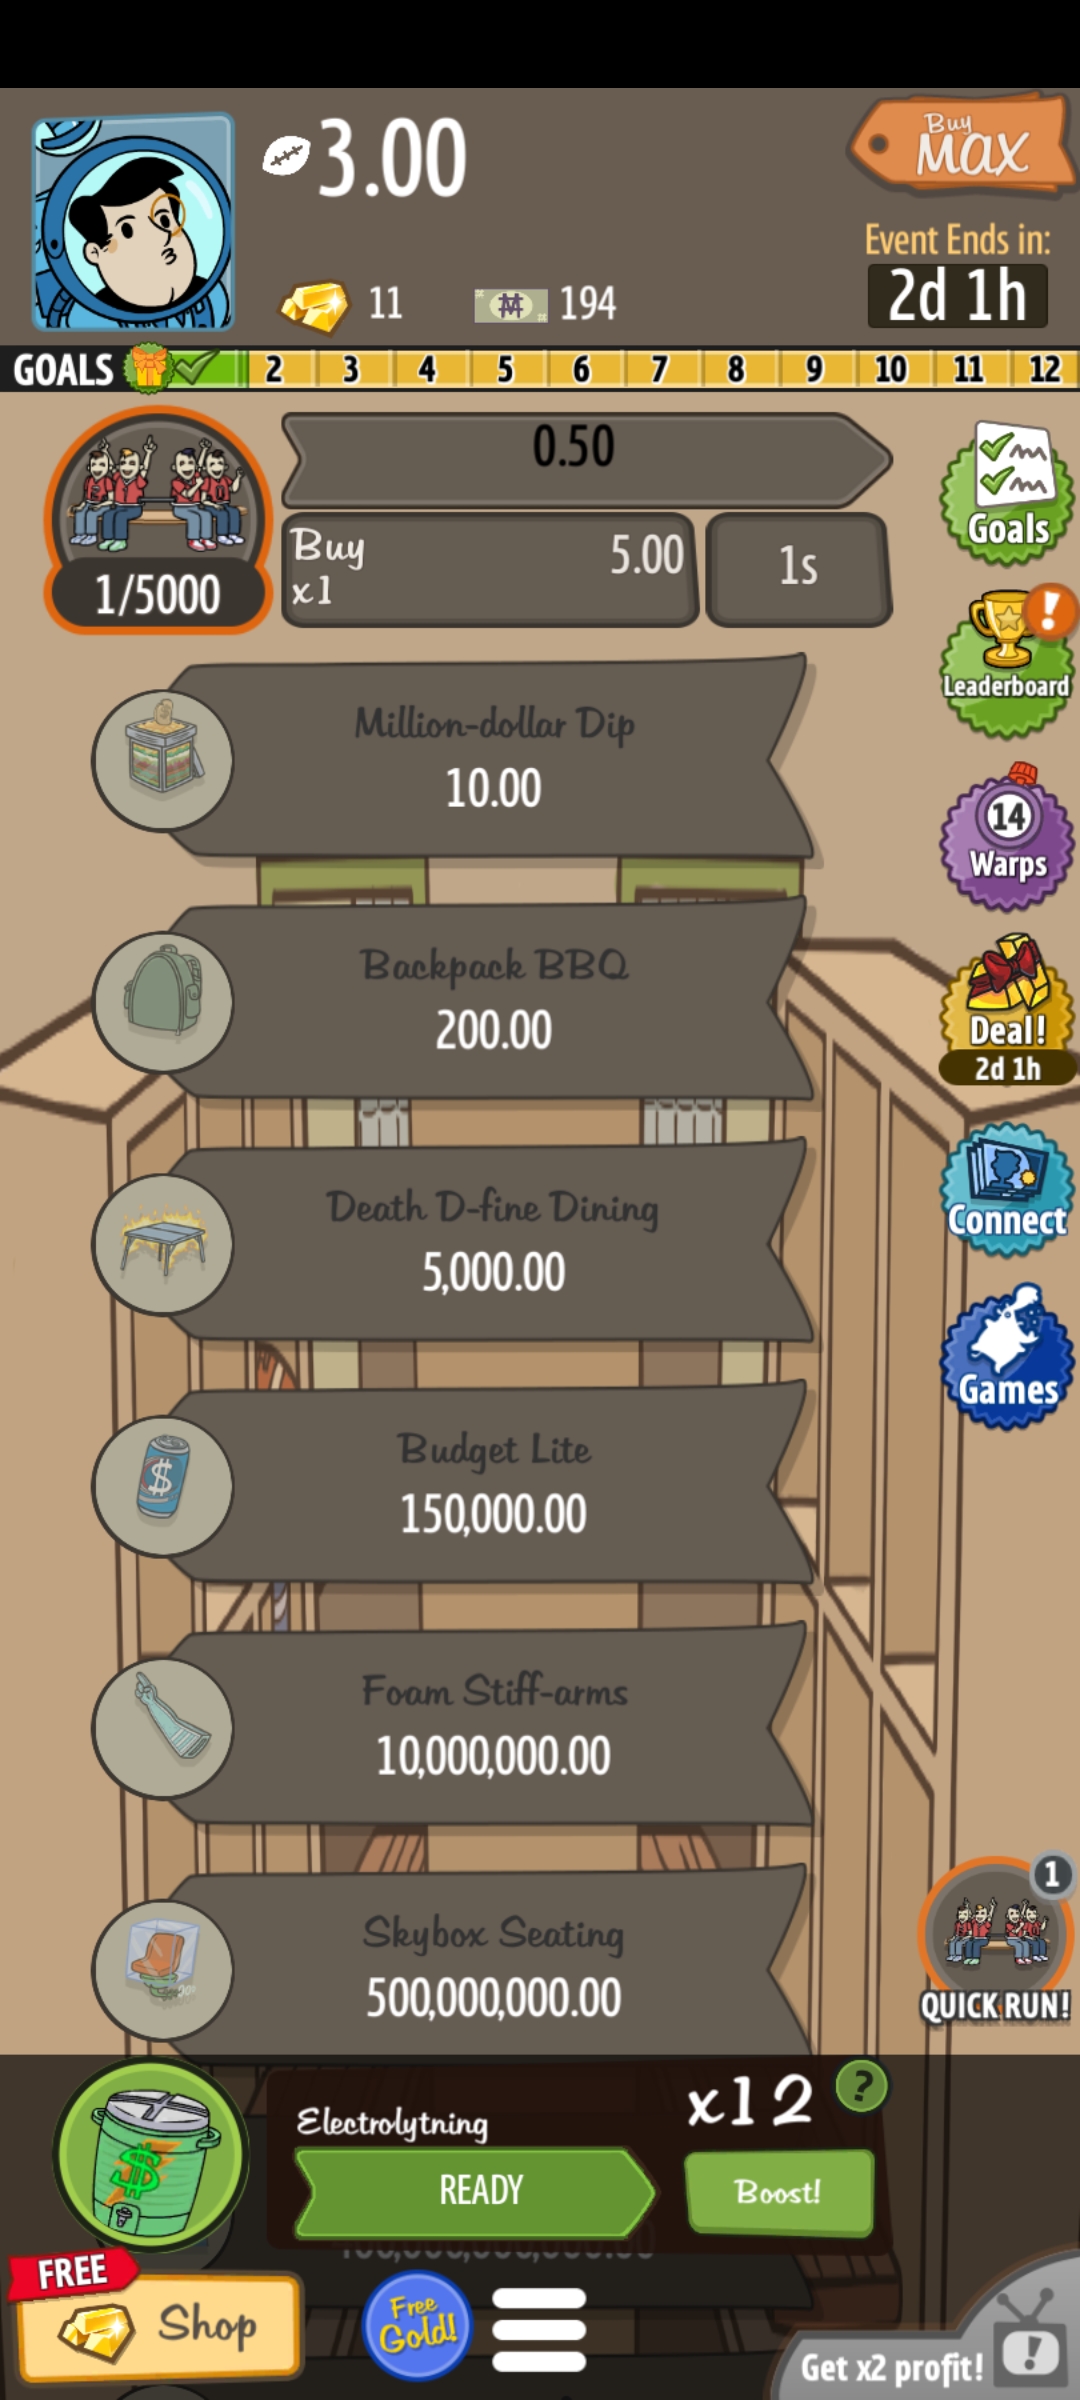 3.00
Buy
MAX
Event Ends in:
2d 1h
11
194
GOALS
2 3 4 5 6 7 8 9 10 11 12
0.50
Buy
x1
5.00
1s
1/5000
Goals
!
Leaderboard
Million-dollar Dip
10.00
14
Warps
Backpack BBQ
200.00
Deal!
2d 1h
Death D-fine Dining
5,000.00
Connect
Games
Budget Lite
150,000.00
$
Foam Stiff-arms
10,000,000.00
Skybox Seating
500,000,000.00
1
QUICK RUN!
Electrolytning
x12
?
$
READY
Boost!
FREE
Shop
Free
Gold!
Get x2 profit!
!